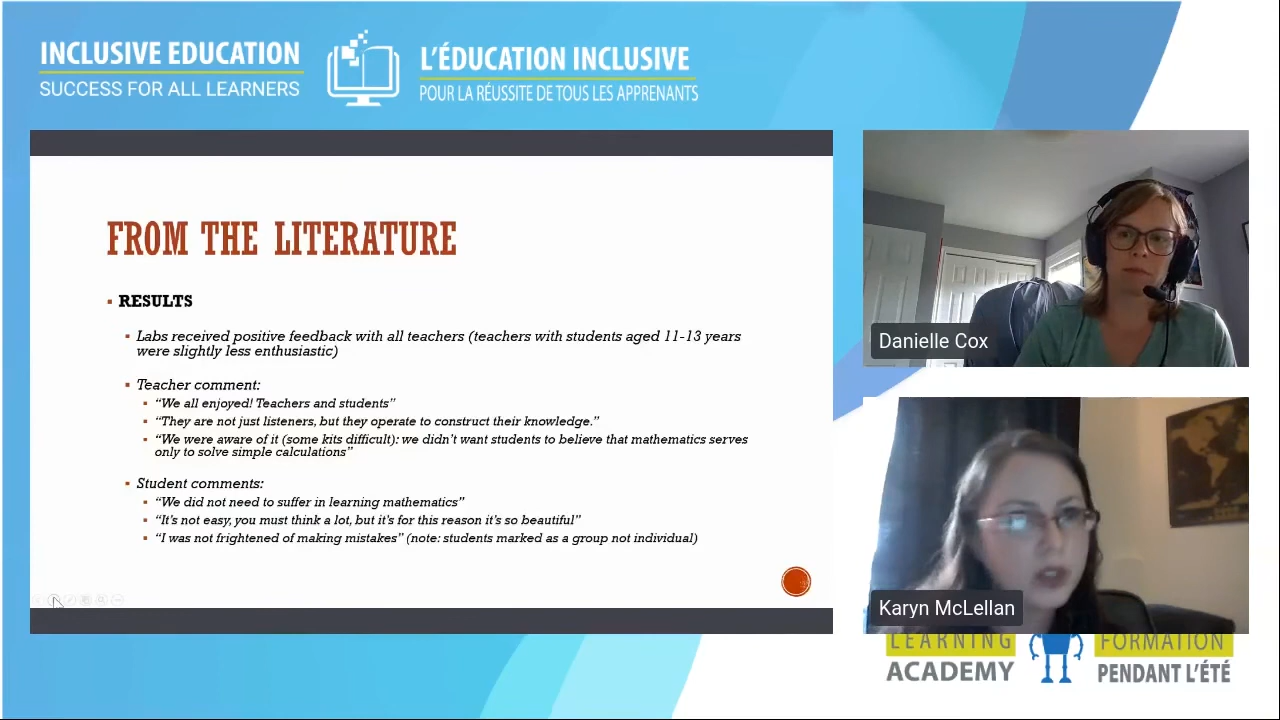 INCLUSIVE EDUCATION
SUCCESS FOR ALL LEARNERS
L'ÉDUCATION INCLUSIVE
POUR LA RÉUSSITE DE TOUS LES APPRENANTS
FROM THE LITERATURE
RESULTS
Labs received positive feedback with all teachers (teachers with students aged 11-13 years
were slightly less enthusiastic)
Teacher comment:
“We all enjoyed! Teachers and students”
“They are not just listeners, but they operate to construct their knowledge.”
“We were aware of it (some kits difficult): we didn’t want students to believe that mathematics serves
only to solve simple calculations”
Student comments:
“We did not need to suffer in learning mathematics”
“It’s not easy, you must think a lot, but it’s for this reason it’s so beautiful”
“I was not frightened of making mistakes” (note: students marked as a group not individual)
Danielle Cox
Karyn McLellan
LEARNING
ACADEMY
FORMATION
PENDANT L'ÉTÉ